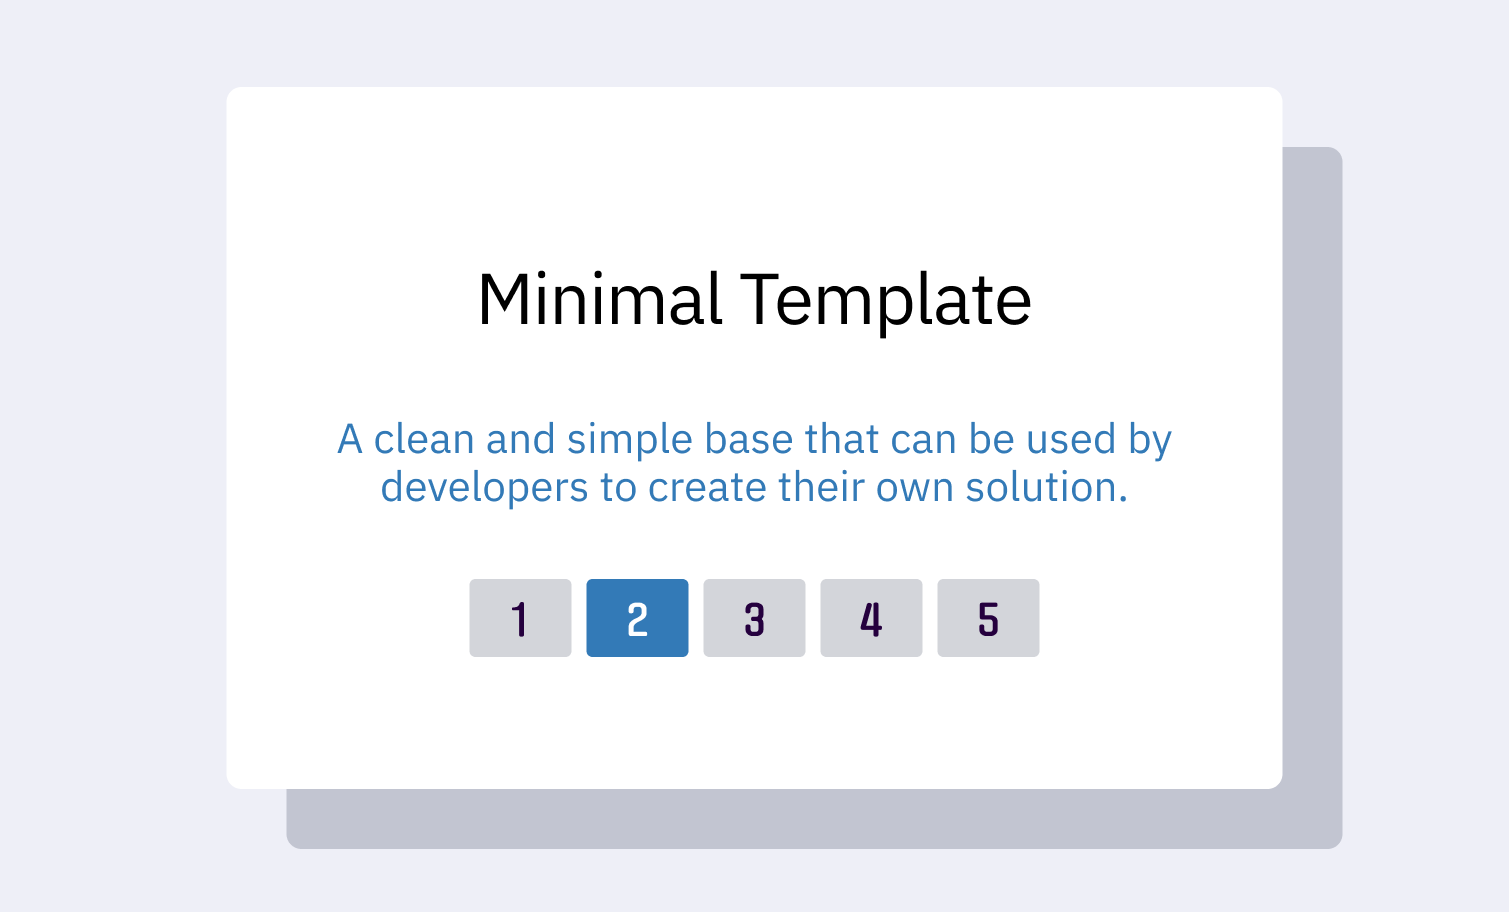 Minimal Template
A clean and simple base that can be used by
developers to create their own solution.
1 2 3 4 5